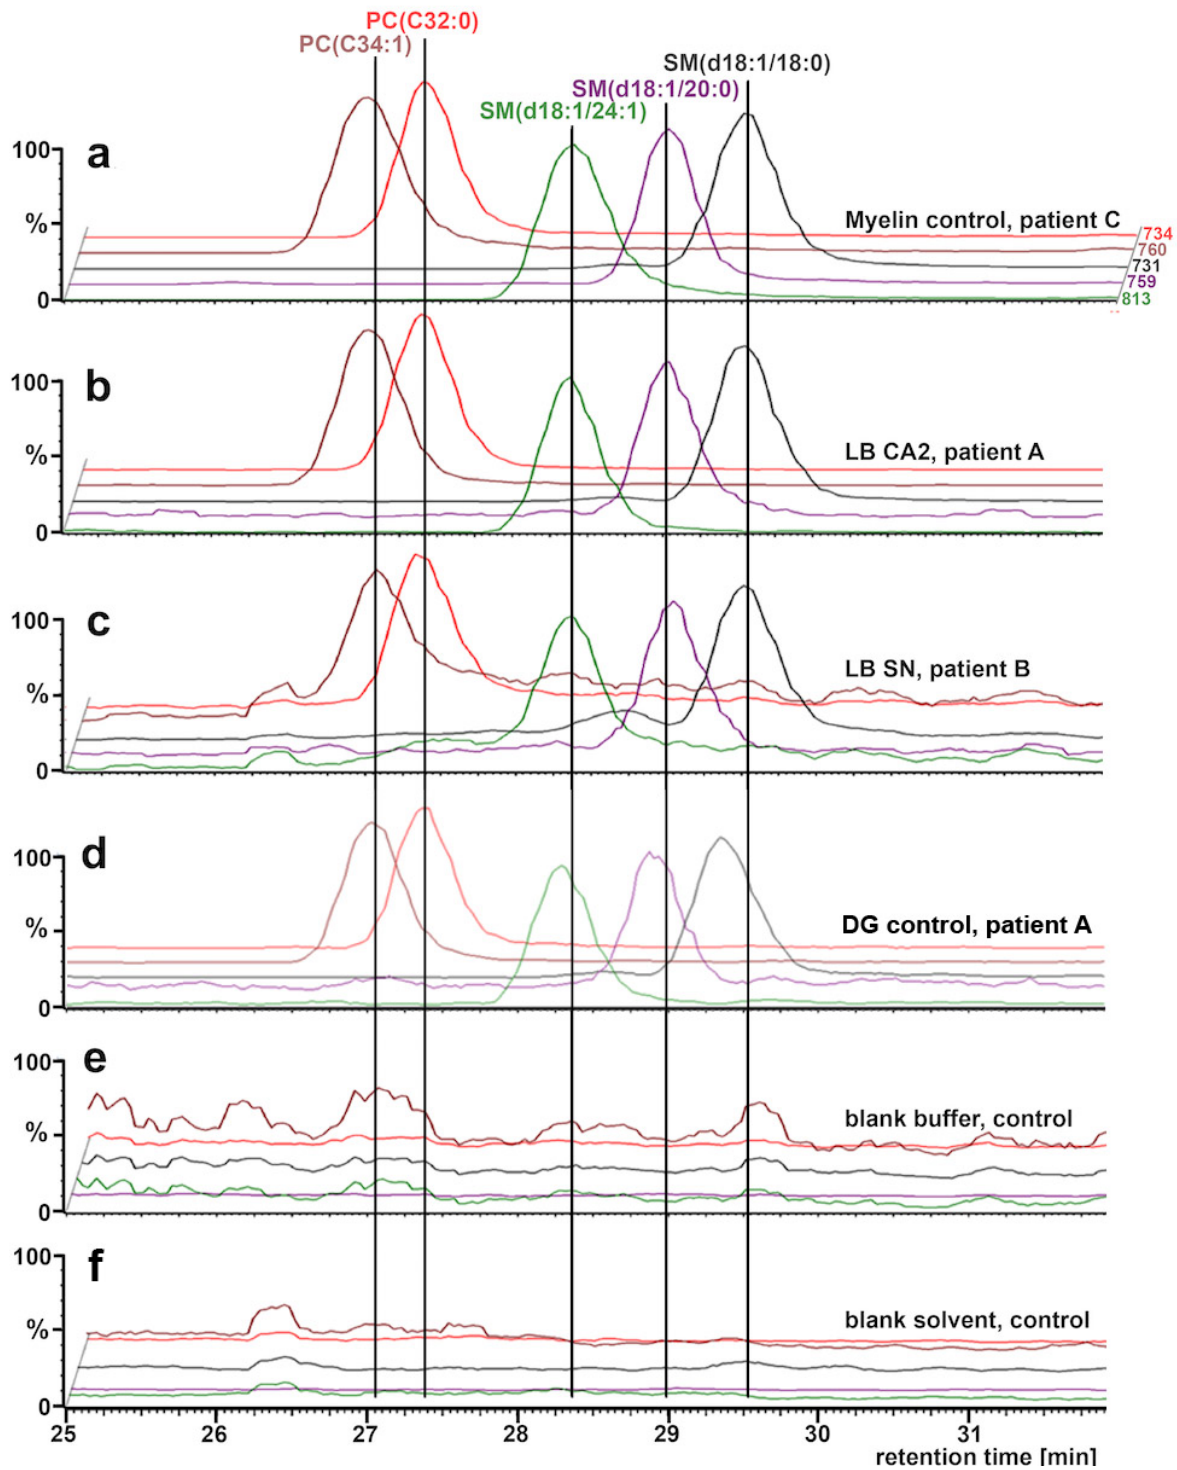 PC(C32:0)
PC(C34:1)
SM(d18:1/18:0)
SM(d18:1/20:0)
SM(d18:1/24:1)
100
a
%
Myelin control, patient C
734
760
731
759
813
0
100
b
%
LB CA2, patient A
0
100
c
%
LB SN, patient B
0
100
d
%
DG control, patient A
0
100
e
%
blank buffer, control
0
100
f
%
blank solvent, control
0
25 26 27 28 29 30 31
retention time [min]